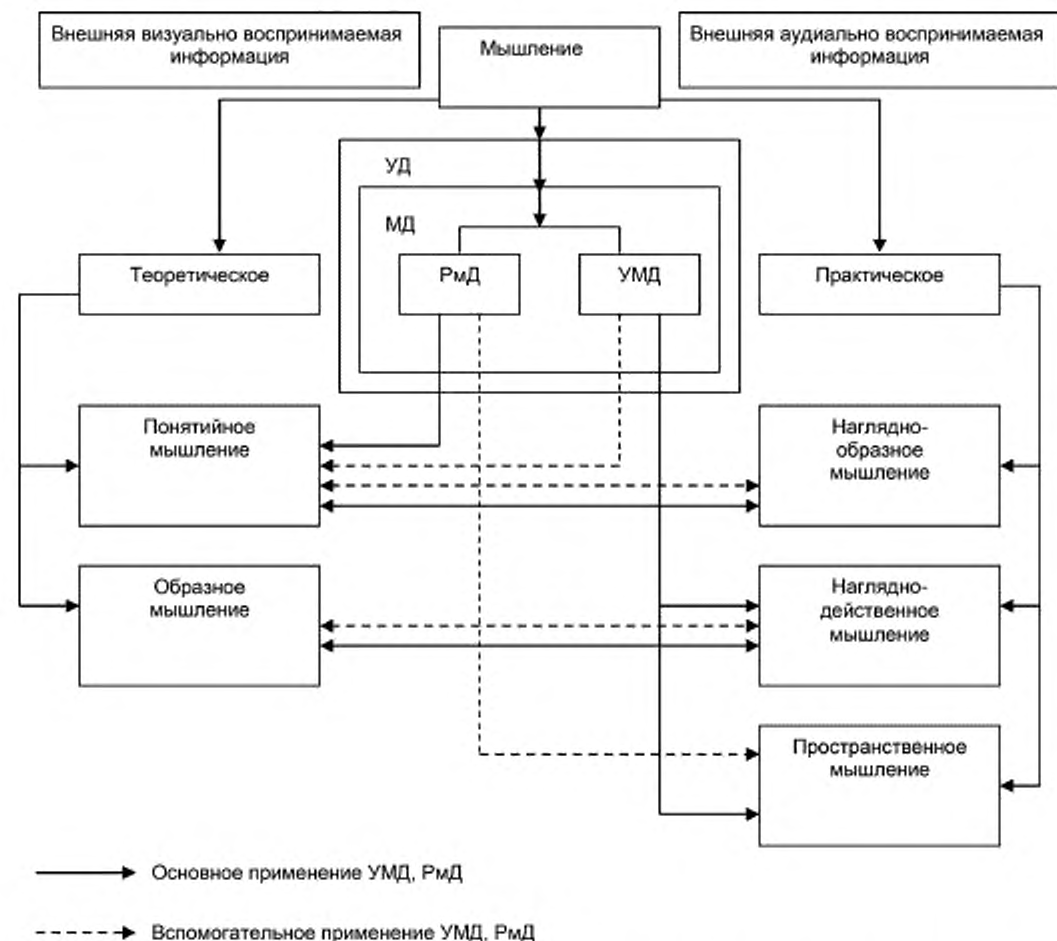 Внешняя визуально воспринимаемая
информация
Мышление
Внешняя аудиально воспринимаемая
информация
УД
МД
РмД
УМД
Теоретическое
Практическое
Понятийное
мышление
Наглядно-
образное
мышление
Образное
мышление
Наглядно-
действенное
мышление
Пространственное
мышление
Основное применение УМД, РмД
Вспомогательное применение УМД, РмД